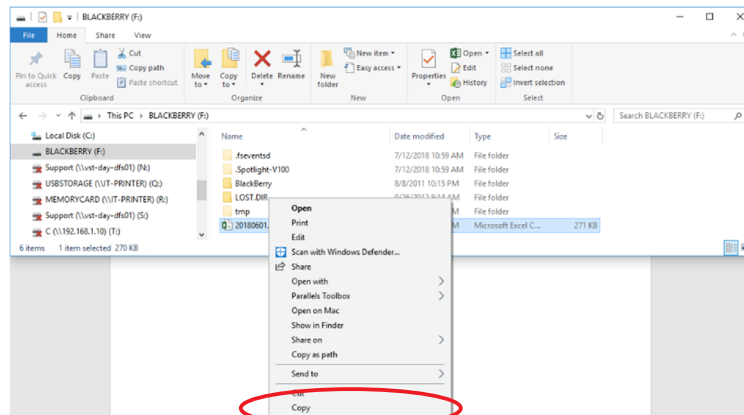 BLACKBERRY (F:)
File Home Share View
Pin to Quick access
Copy
Paste
Cut
Copy path
Paste shortcut
Clipboard
Move to
Copy to
Delete
Rename
Organize
New folder
New item
Easy access
New
Properties
Open
Edit
History
Open
Select all
Select none
Invert selection
Select
This PC > BLACKBERRY (F:)
Search BLACKBERRY (F:)
Local Disk (C:)
BLACKBERRY (F:)
Support (\\vst-day-dfs01) (N:)
USBSTORAGE (\\IT-PRINTER) (Q:)
MEMORYCARD (\\IT-PRINTER) (R:)
Support (\\vst-day-dfs01) (S:)
C (\\192.168.1.10) (T:)
Name Date modified Type Size
.fseventsd 7/12/2018 10:59 AM File folder
.Spotlight-V100 7/12/2018 10:59 AM File folder
BlackBerry 8/8/2011 10:15 PM File folder
LOST.DIR File folder
tmp M File folder
20180601. M Microsoft Excel C... 271 KB
6 items 1 item selected 270 KB
Open
Print
Edit
Scan with Windows Defender...
Share
Open with
Parallels Toolbox
Open on Mac
Show in Finder
Share on
Copy as path
Send to
Cut
Copy